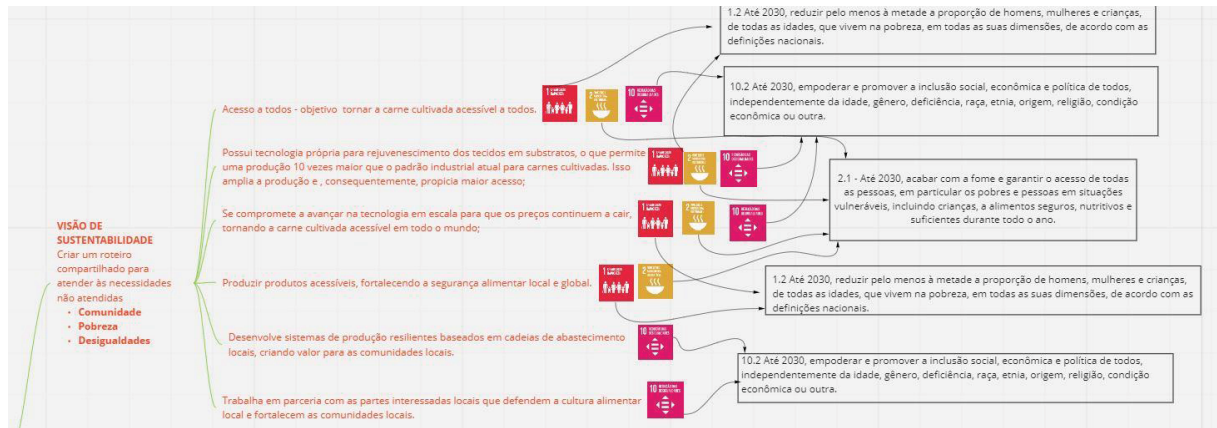 1.2 Até 2030, reduzir pelo menos à metade a proporção de homens, mulheres e crianças,
de todas as idades, que vivem na pobreza, em todas as suas dimensões, de acordo com as
definições nacionais.
10.2 Até 2030, empoderar e promover a inclusão social, econômica e política de todos,
independentemente da idade, gênero, deficiência, raça, etnia, origem, religião, condição
econômica ou outra.
Acesso a todos - objetivo tornar a carne cultivada acessível a todos.
1
2
10
Possui tecnologia própria para rejuvenescimento dos tecidos em substratos, o que permite
uma produção 10 vezes maior que o padrão industrial atual para carnes cultivadas. Isso
amplia a produção e , consequentemente, propicia maior acesso;
1
2
10
2.1 - Até 2030, acabar com a fome e garantir o acesso de todas
as pessoas, em particular os pobres e pessoas em situações
vulneráveis, incluindo crianças, a alimentos seguros, nutritivos e
suficientes durante todo o ano.
Se compromete a avançar na tecnologia em escala para que os preços continuem a cair,
tornando a carne cultivada acessível em todo o mundo;
1
2
10
VISÃO DE
SUSTENTABILIDADE
Criar um roteiro
compartilhado para
atender às necessidades
não atendidas
• Comunidade
• Pobreza
• Desigualdades
Produzir produtos acessíveis, fortalecendo a segurança alimentar local e global.
1
2
1.2 Até 2030, reduzir pelo menos à metade a proporção de homens, mulheres e crianças,
de todas as idades, que vivem na pobreza, em todas as suas dimensões, de acordo com as
definições nacionais.
Desenvolve sistemas de produção resilientes baseados em cadeias de abastecimento
locais, criando valor para as comunidades locais.
10
10.2 Até 2030, empoderar e promover a inclusão social, econômica e política de todos,
independentemente da idade, gênero, deficiência, raça, etnia, origem, religião, condição
econômica ou outra.
Trabalha em parceria com as partes interessadas locais que defendem a cultura alimentar
local e fortalecem as comunidades locais.
10